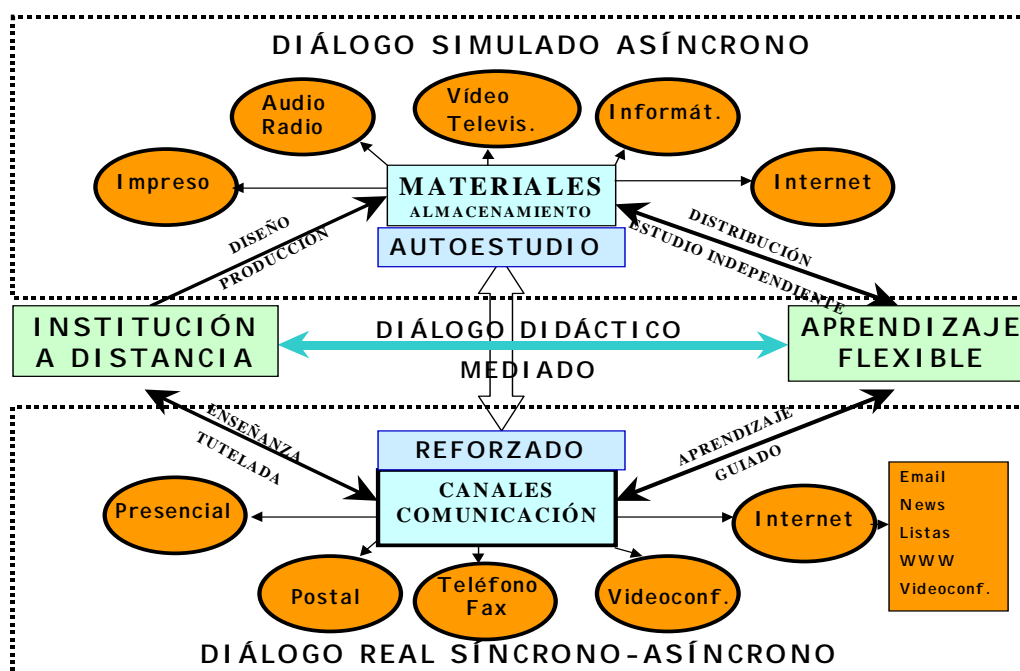 DIÁLOGO SIMULADO ASÍNCRONO
Audio
Radio
Vídeo
Televis.
Informát.
Impreso
Internet
MATERIALES
ALMACENAMIENTO
AUTOESTUDIO
DISEÑO
PRODUCCIÓN
DISTRIBUCIÓN
ESTUDIO INDEPENDIENTE
INSTITUCIÓN
A DISTANCIA
DIÁLOGO DIDÁCTICO
MEDIADO
APRENDIZAJE
FLEXIBLE
ENSEÑANZA
TUTELADA
APRENDIZAJE
GUIADO
REFORZADO
CANALES
COMUNICACIÓN
Presencial
Postal
Teléfono
Fax
Videoconf.
Internet
Email
News
Listas
WWW
Videoconf.
DIÁLOGO REAL SÍNCRONO-ASÍNCRONO